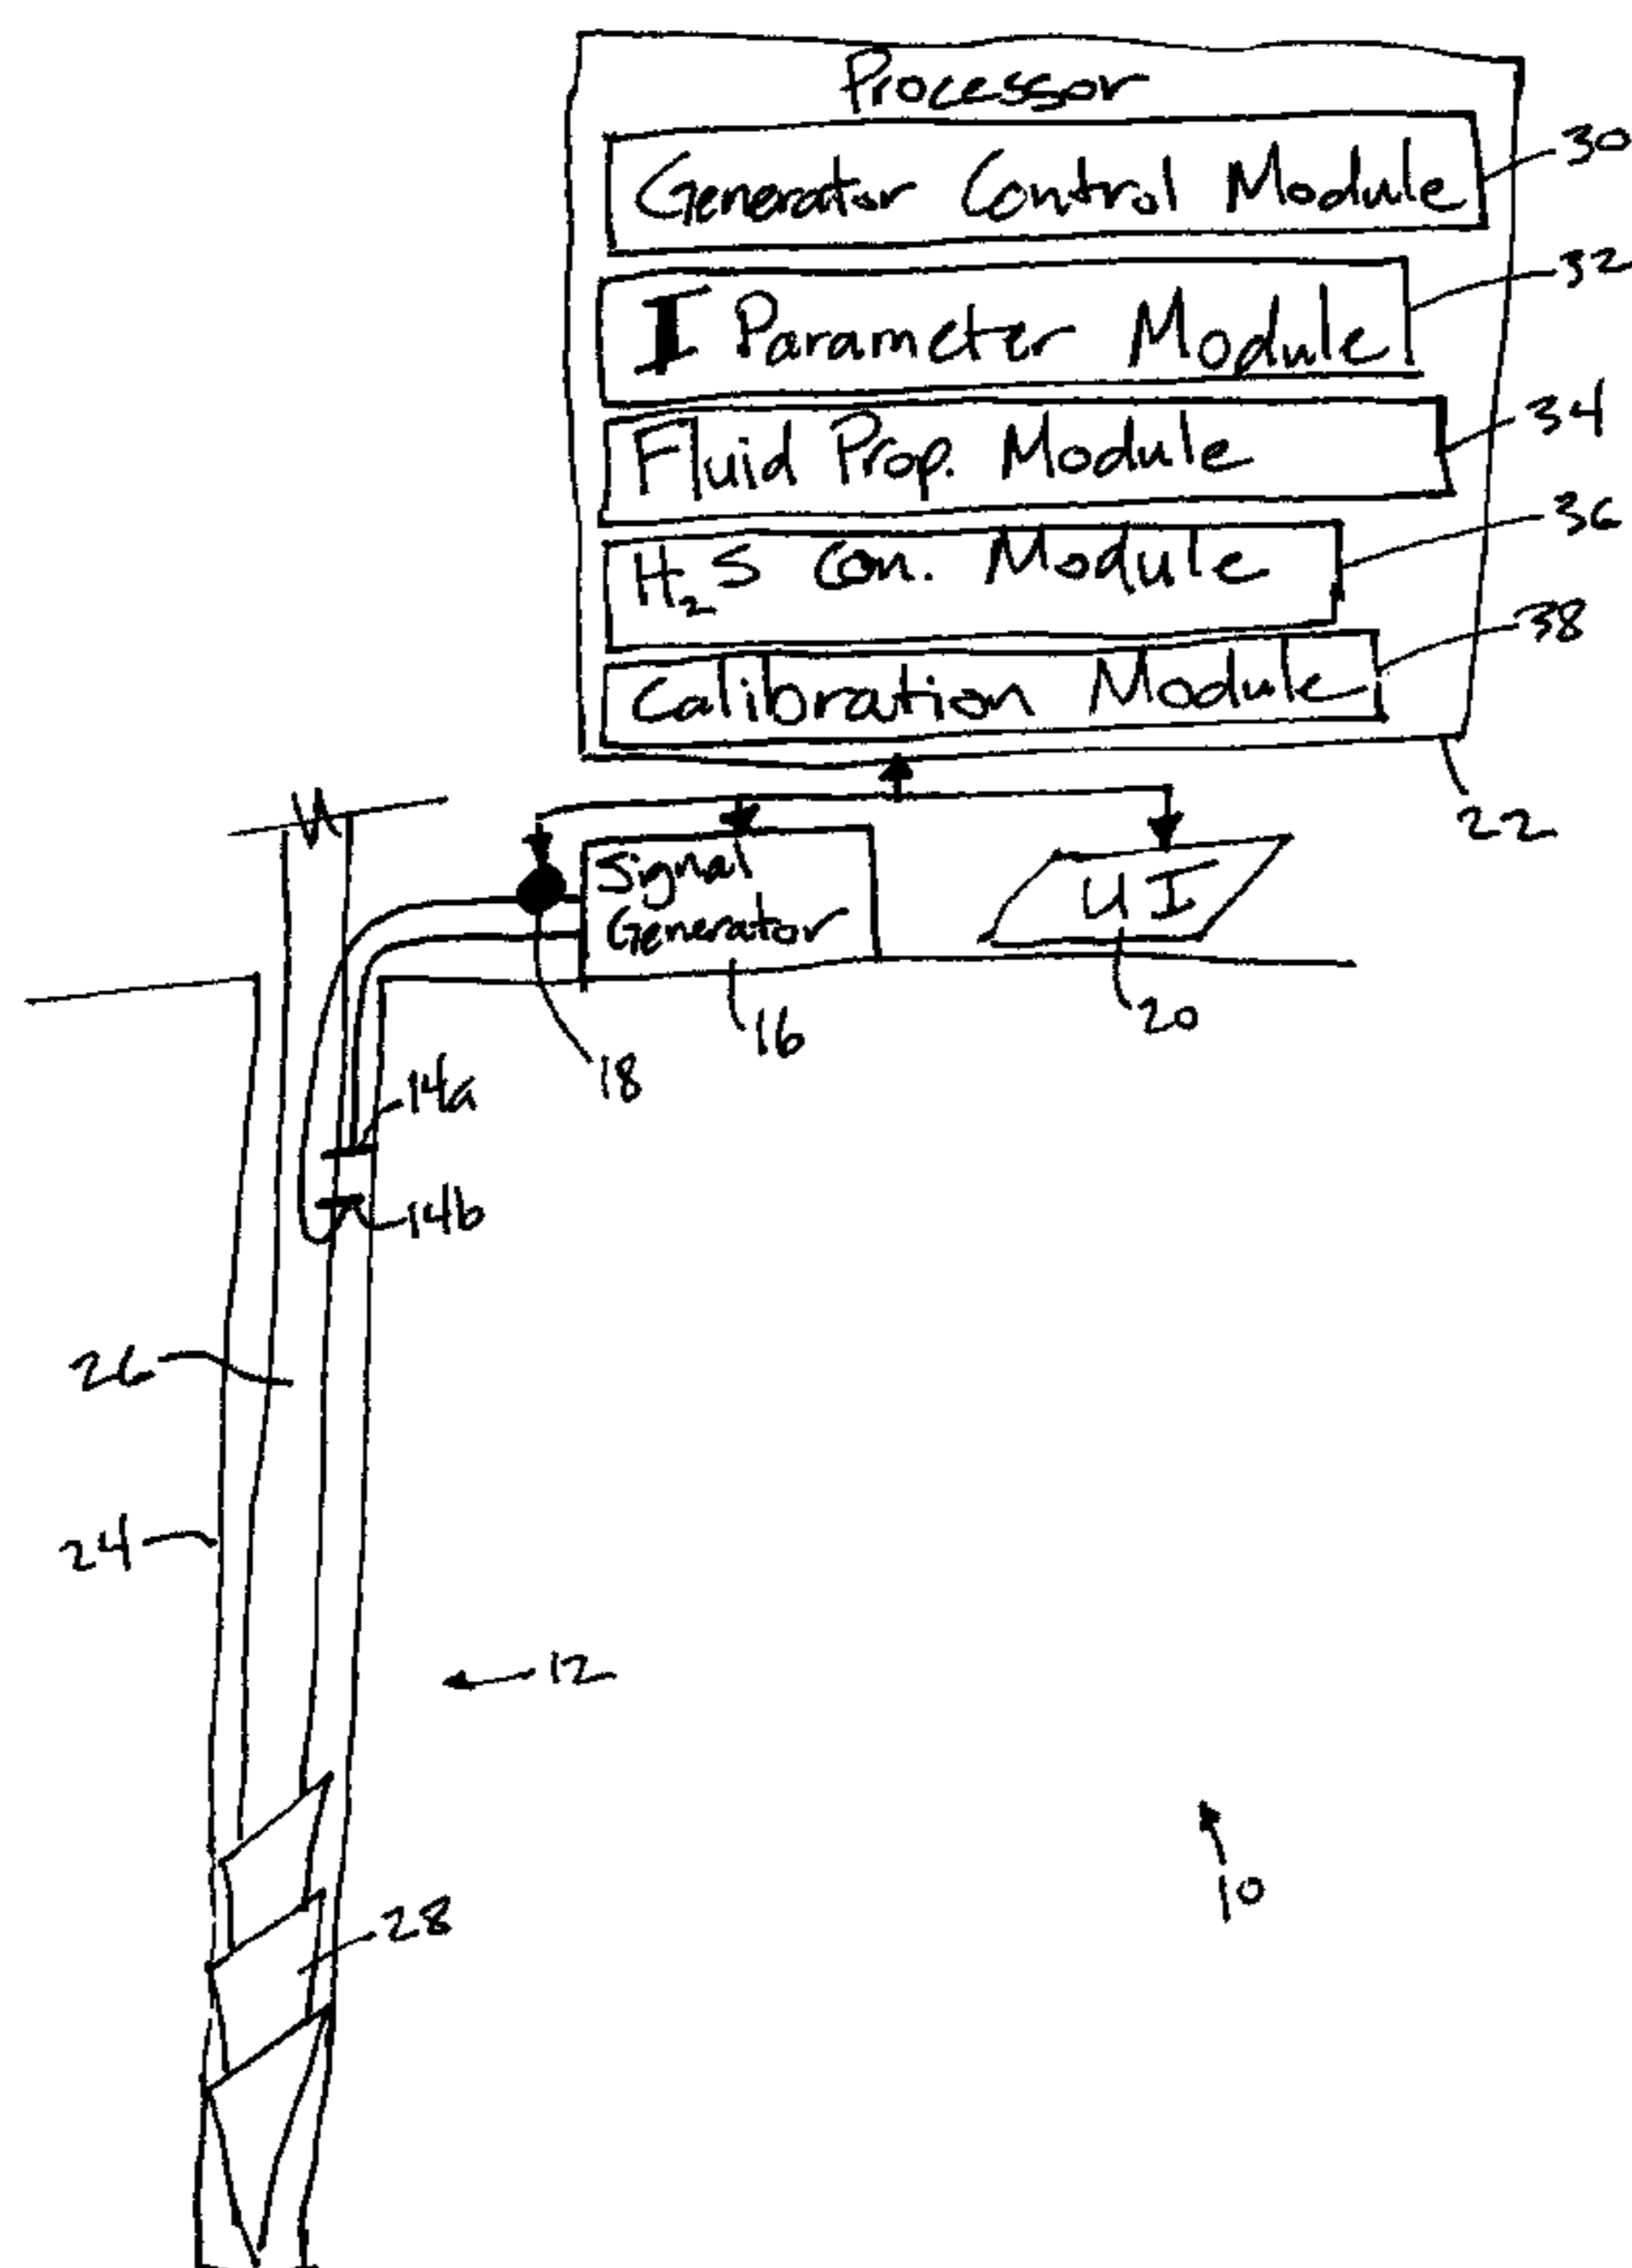 Processor
Generator Control Module
30
I Parameter Module
32
Fluid Prop. Module
34
H₂S Con. Module
36
Calibration Module
38
22
Signal
Generator
UI
16
20
18
14a
14b
26
24
12
10
28